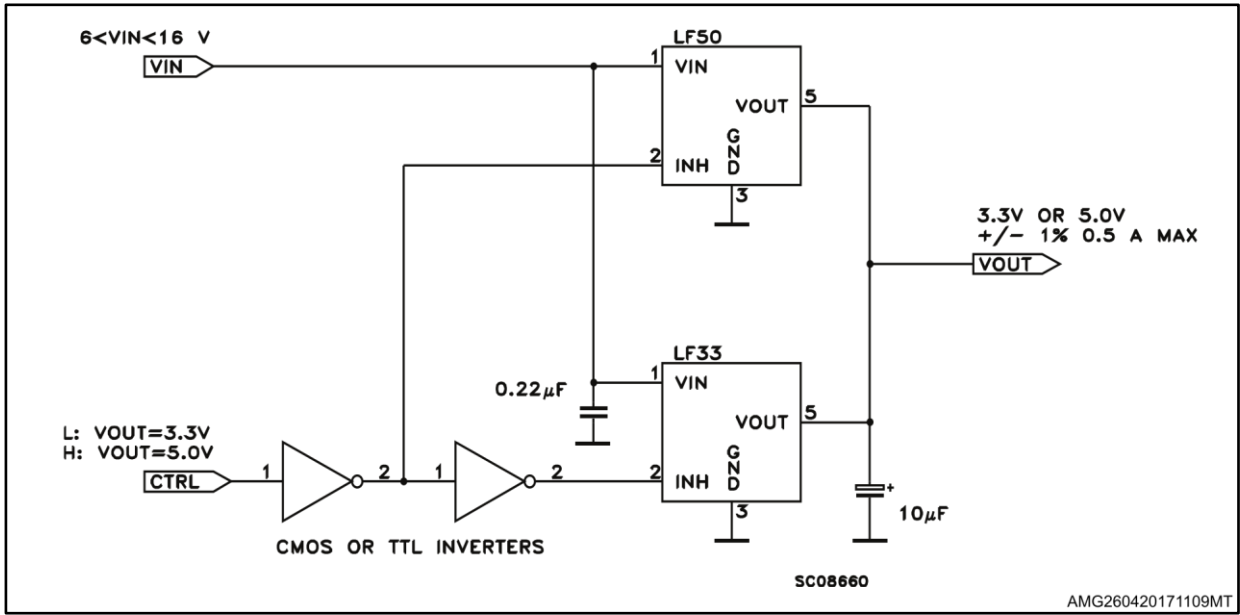 6<VIN<16 V
VIN
LF50
1
VIN
VOUT
5
GND
2
INH
3
3.3V OR 5.0V
+/- 1% 0.5 A MAX
VOUT
LF33
1
VIN
0.22µF
VOUT
5
GND
L: VOUT=3.3V
H: VOUT=5.0V
CTRL
1
2
1
2
2
INH
3
+
10µF
CMOS OR TTL INVERTERS
SC08660
AMG260420171109MT